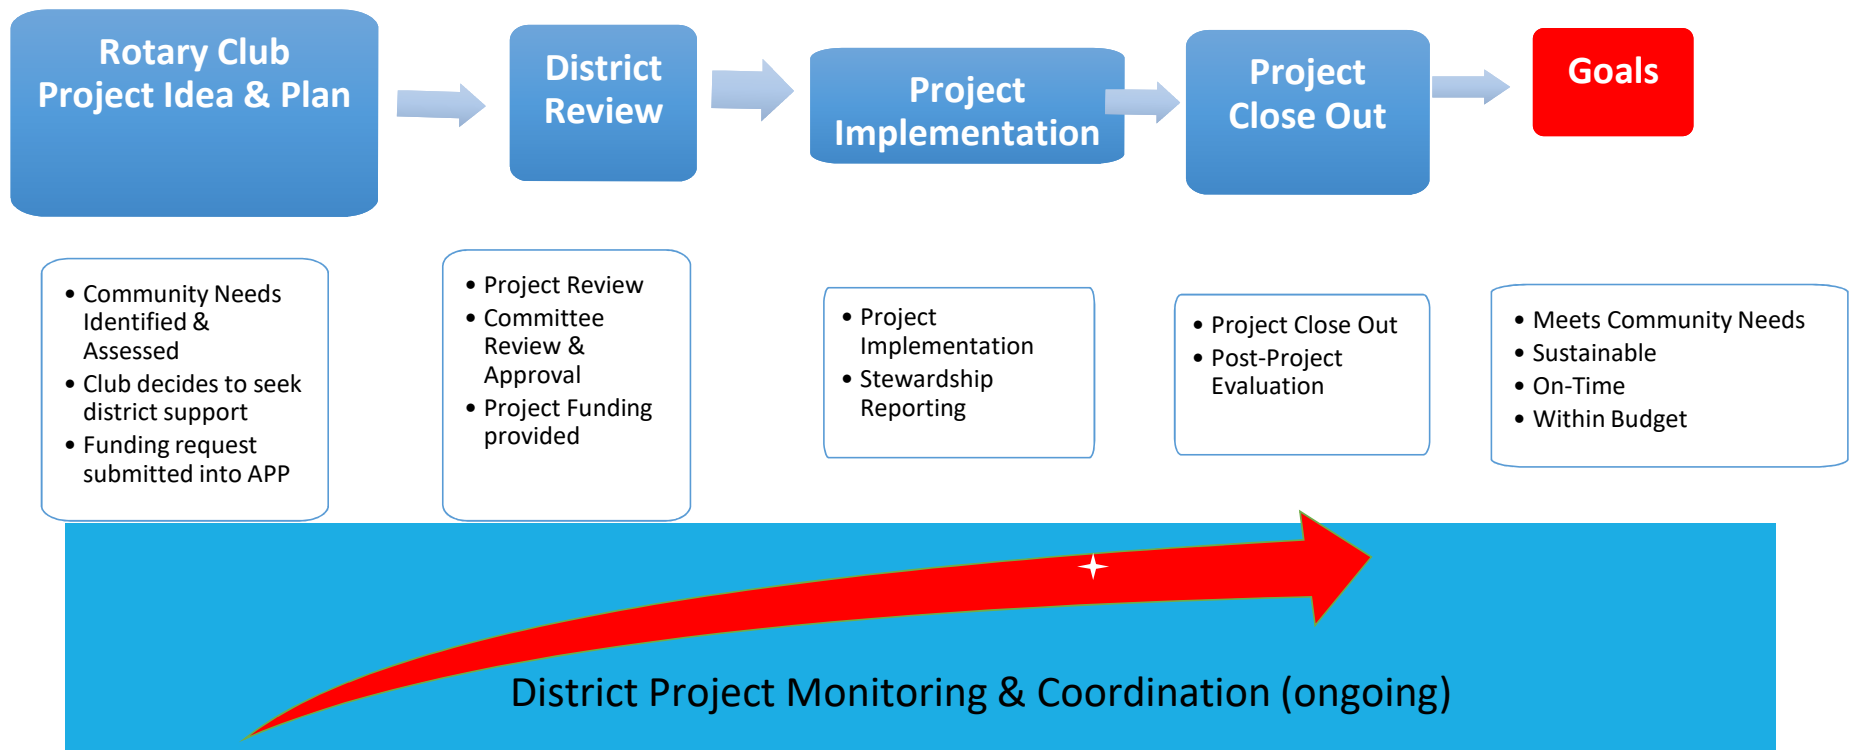 Rotary Club
Project Idea & Plan
District
Review
Project
Implementation
Project
Close Out
Goals
• Community Needs
Identified &
Assessed
• Club decides to seek
district support
• Funding request
submitted into APP
• Project Review
• Committee
Review &
Approval
• Project Funding
provided
• Project
Implementation
• Stewardship
Reporting
• Project Close Out
• Post-Project
Evaluation
• Meets Community Needs
• Sustainable
• On-Time
• Within Budget
District Project Monitoring & Coordination (ongoing)